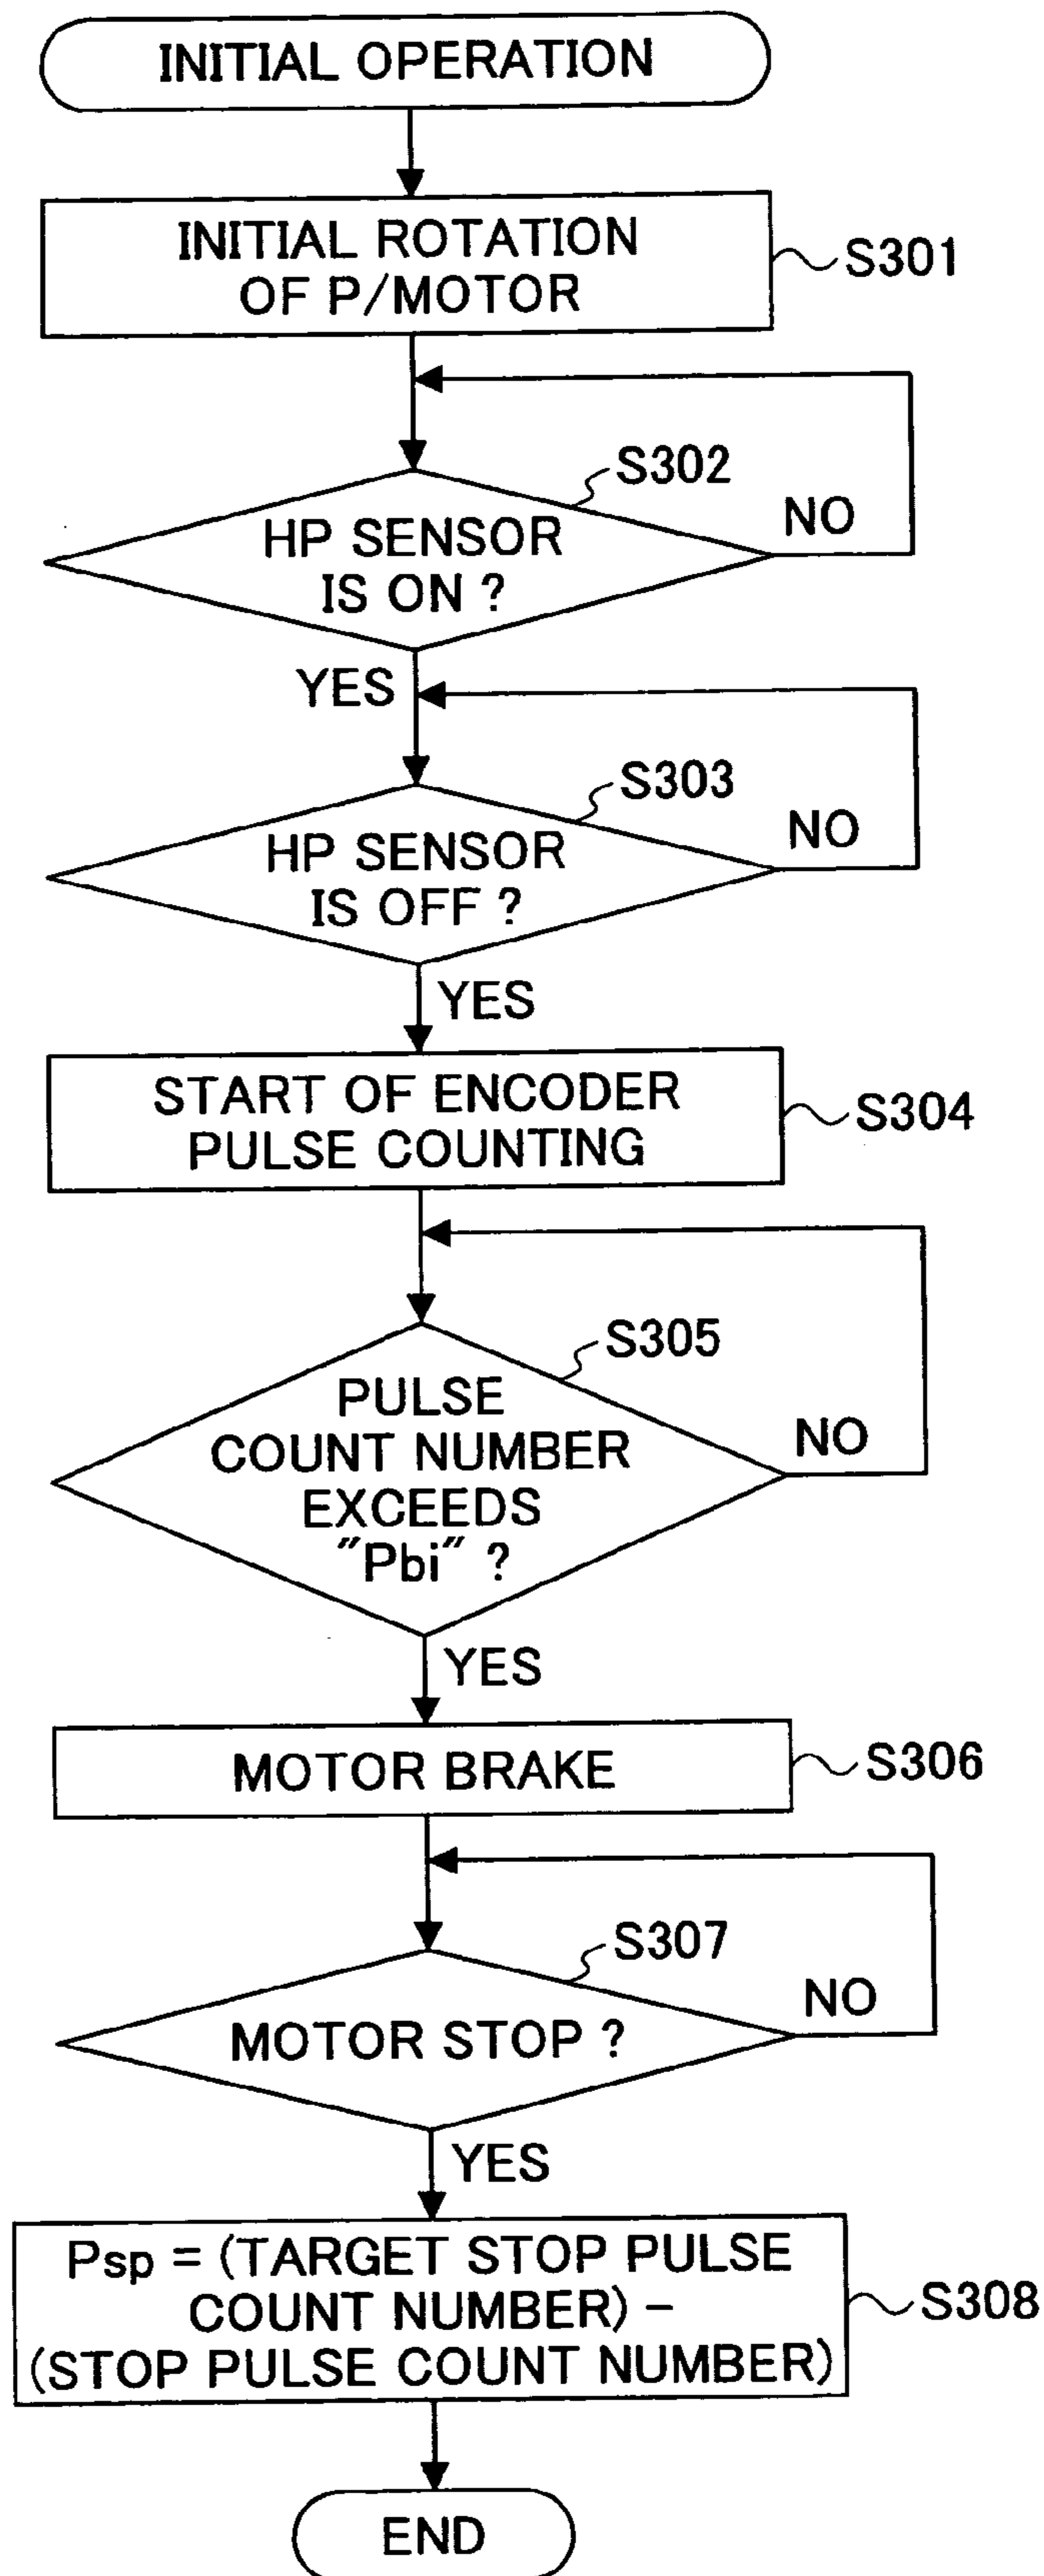 INITIAL OPERATION
INITIAL ROTATION
OF P/MOTOR
S301
S302
HP SENSOR
IS ON ?
NO
YES
S303
HP SENSOR
IS OFF ?
NO
YES
START OF ENCODER
PULSE COUNTING
S304
S305
PULSE
COUNT NUMBER
EXCEEDS
"Pbi" ?
NO
YES
MOTOR BRAKE
S306
S307
MOTOR STOP ?
NO
YES
Psp = (TARGET STOP PULSE
COUNT NUMBER) -
(STOP PULSE COUNT NUMBER)
S308
END